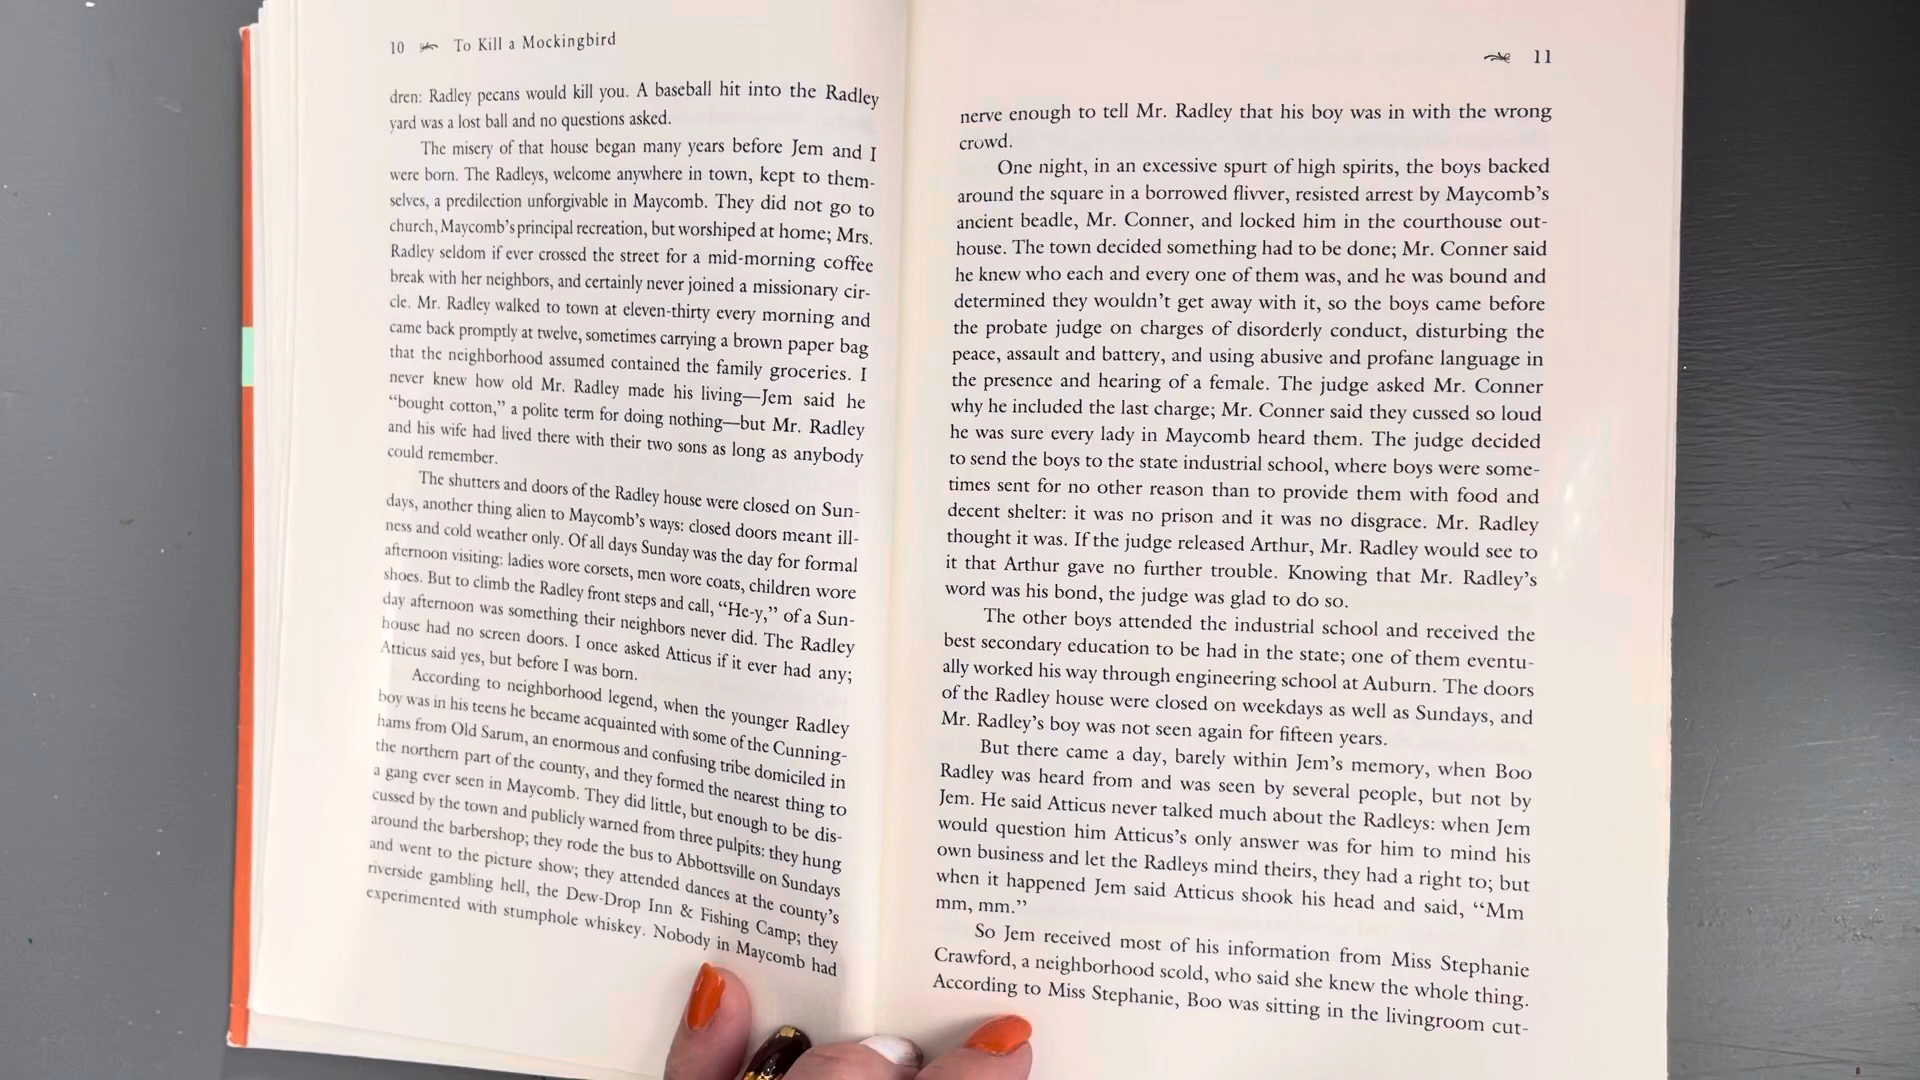 10 To Kill a Mockingbird
dren: Radley pecans would kill you. A baseball hit into the Radley
yard was a lost ball and no questions asked.
The misery of that house began many years before Jem and I
were born. The Radleys, welcome anywhere in town, kept to them-
selves, a predilection unforgivable in Maycomb. They did not go to
church, Maycomb's principal recreation, but worshiped at home; Mrs.
Radley seldom if ever crossed the street for a mid-morning coffee
break with her neighbors, and certainly never joined a missionary cir-
cle. Mr. Radley walked to town at eleven-thirty every morning and
came back promptly at twelve, sometimes carrying a brown paper bag
that the neighborhood assumed contained the family groceries. I
never knew how old Mr. Radley made his living—Jem said he
“bought cotton,” a polite term for doing nothing—but Mr. Radley
and his wife had lived there with their two sons as long as anybody
could remember.
The shutters and doors of the Radley house were closed on Sun-
days, another thing alien to Maycomb's ways: closed doors meant ill-
ness and cold weather only. Of all days Sunday was the day for formal
afternoon visiting: ladies wore corsets, men wore coats, children wore
shoes. But to climb the Radley front steps and call, “He-y,” of a Sun-
day afternoon was something their neighbors never did. The Radley
house had no screen doors. I once asked Atticus if it ever had any;
Atticus said yes, but before I was born.
According to neighborhood legend, when the younger Radley
boy was in his teens he became acquainted with some of the Cunning-
hams from Old Sarum, an enormous and confusing tribe domiciled in
the northern part of the county, and they formed the nearest thing to
a gang ever seen in Maycomb. They did little, but enough to be dis-
cussed by the town and publicly warned from three pulpits: they hung
around the barbershop; they rode the bus to Abbottsville on Sundays
and went to the picture show; they attended dances at the county's
riverside gambling hell, the Dew-Drop Inn & Fishing Camp; they
experimented with stumphole whiskey. Nobody in Maycomb had
11
nerve enough to tell Mr. Radley that his boy was in with the wrong
crowd.
One night, in an excessive spurt of high spirits, the boys backed
around the square in a borrowed flivver, resisted arrest by Maycomb's
ancient beadle, Mr. Conner, and locked him in the courthouse out-
house. The town decided something had to be done; Mr. Conner said
he knew who each and every one of them was, and he was bound and
determined they wouldn't get away with it, so the boys came before
the probate judge on charges of disorderly conduct, disturbing the
peace, assault and battery, and using abusive and profane language in
the presence and hearing of a female. The judge asked Mr. Conner
why he included the last charge; Mr. Conner said they cussed so loud
he was sure every lady in Maycomb heard them. The judge decided
to send the boys to the state industrial school, where boys were some-
times sent for no other reason than to provide them with food and
decent shelter: it was no prison and it was no disgrace. Mr. Radley
thought it was. If the judge released Arthur, Mr. Radley would see to
it that Arthur gave no further trouble. Knowing that Mr. Radley's
word was his bond, the judge was glad to do so.
The other boys attended the industrial school and received the
best secondary education to be had in the state; one of them eventu-
ally worked his way through engineering school at Auburn. The doors
of the Radley house were closed on weekdays as well as Sundays, and
Mr. Radley's boy was not seen again for fifteen years.
But there came a day, barely within Jem's memory, when Boo
Radley was heard from and was seen by several people, but not by
Jem. He said Atticus never talked much about the Radleys: when Jem
would question him Atticus's only answer was for him to mind his
own business and let the Radleys mind theirs, they had a right to; but
when it happened Jem said Atticus shook his head and said, “Mm
mm, mm.”
So Jem received most of his information from Miss Stephanie
Crawford, a neighborhood scold, who said she knew the whole thing.
According to Miss Stephanie, Boo was sitting in the livingroom cut-